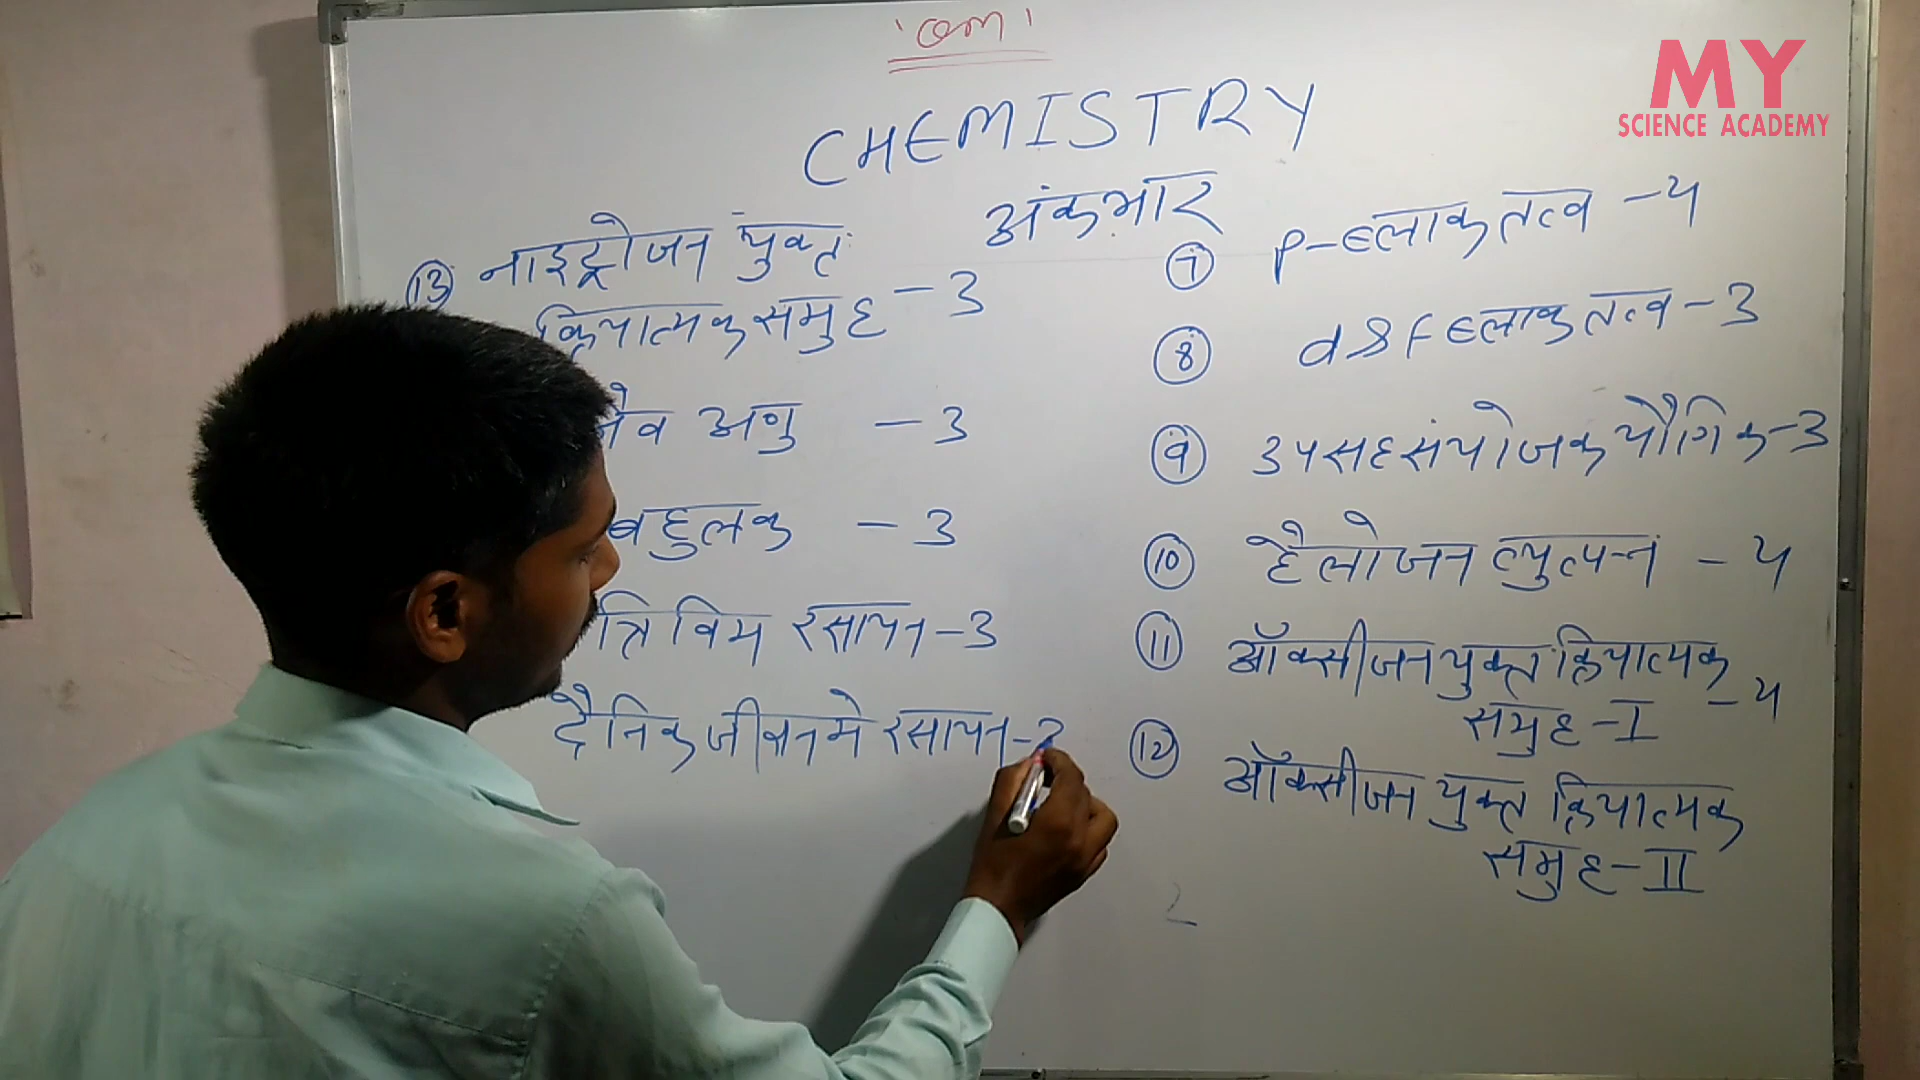 'om'
MY
SCIENCE ACADEMY
CHEMISTRY
अंकभार
13 नाइट्रोजन युक्त
क्रियात्मक समुह - 3
जैव अणु - 3
बहुलक - 3
त्रिविम रसायन - 3
दैनिक जीवन मे रसायन -
7 P-ब्लाक तत्व - 4
8 d & f ब्लाक तत्व - 3
9 उपसहसंयोजक यौगिक - 3
10 हैलोजन व्युत्पन्न - 4
11 ऑक्सीजन युक्त क्रियात्मक
समुह - I - 4
12 ऑक्सीजन युक्त क्रियात्मक
समुह - II